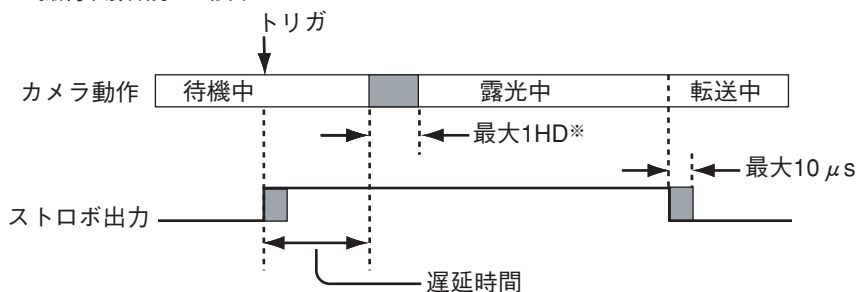 トリガ
カメラ動作 待機中 露光中 転送中
最大1HD※
最大10μs
ストロボ出力
遅延時間